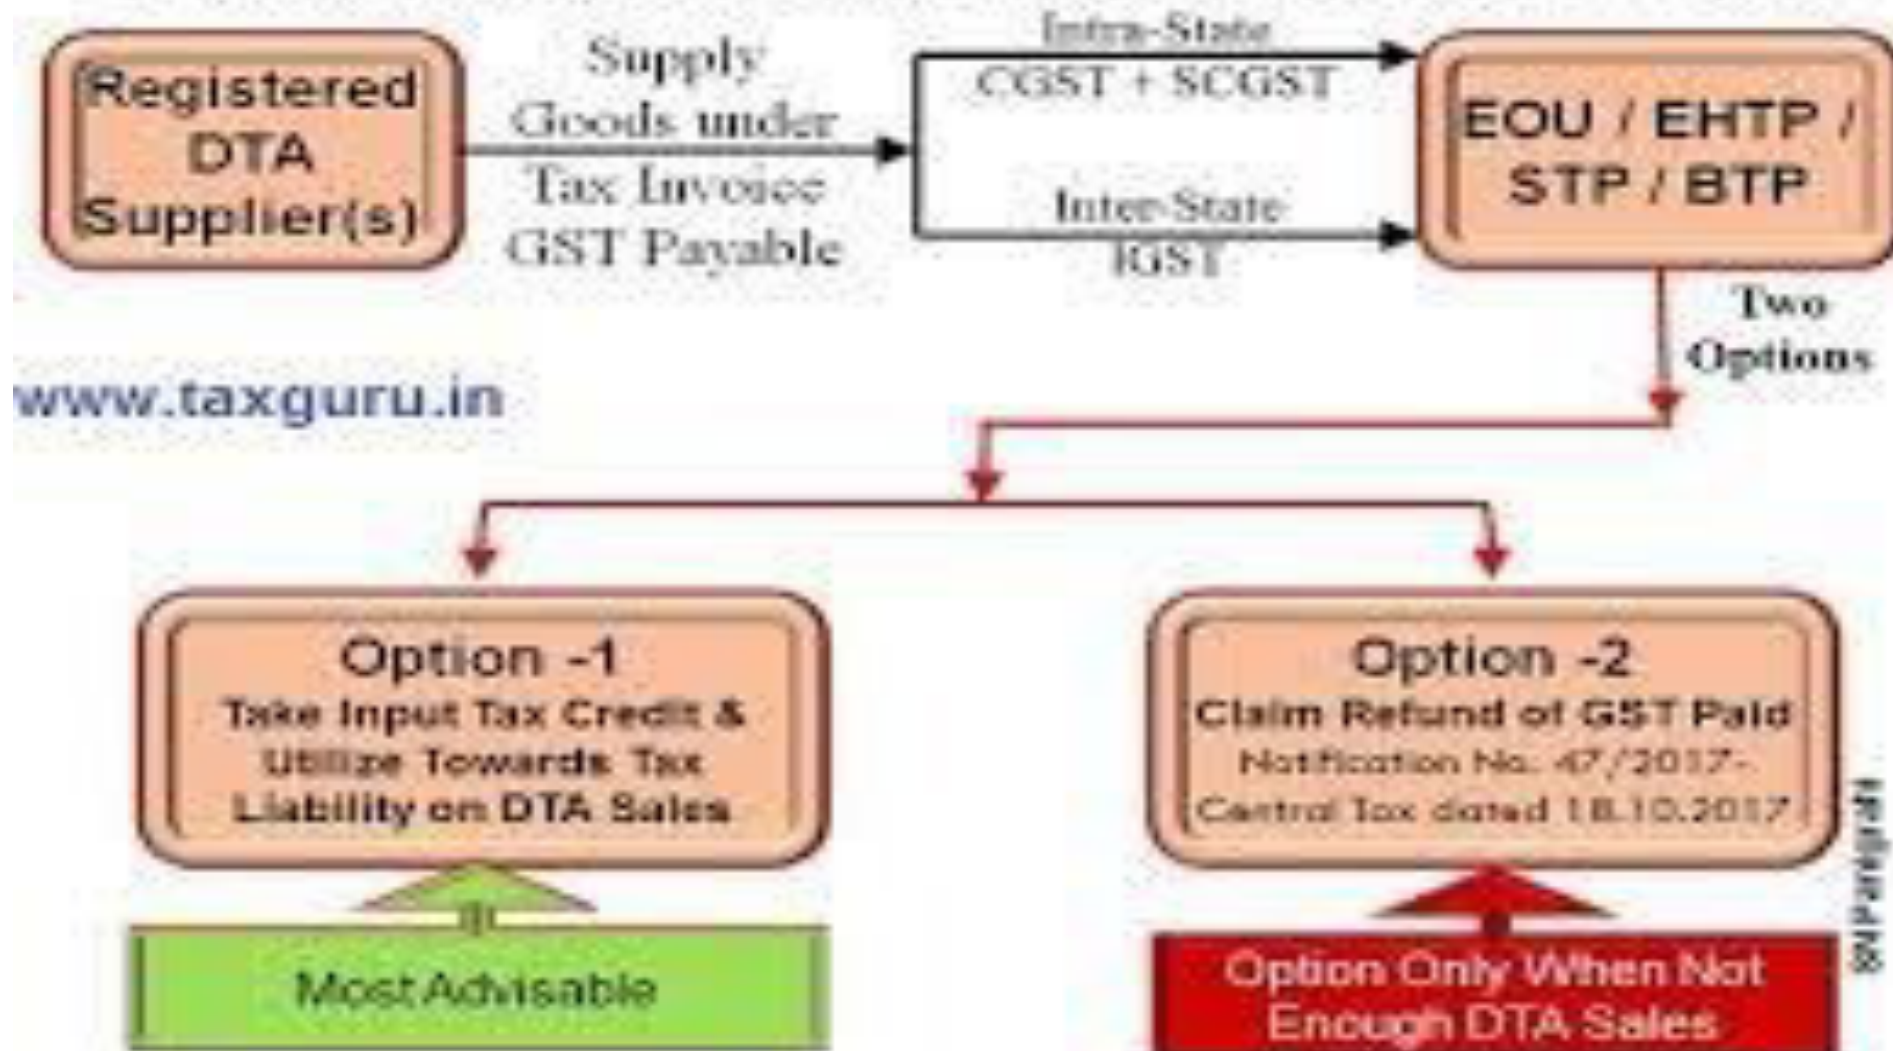 Registered
DTA
Supplier(s)
Supply
Goods under
Tax Invoice
GST Payable
Intra-State
CGST + SCGST
Inter-State
IGST
EOU / EHTP /
STP / BTP
Two
Options
www.taxguru.in
Option -1
Take Input Tax Credit &
Utilize Towards Tax
Liability on DTA Sales
Option -2
Claim Refund of GST Paid
Notification No. 47/2017-
Central Tax dated 18.10.2017
Most Advisable
Option Only When Not
Enough DTA Sales
SNPanigrahi